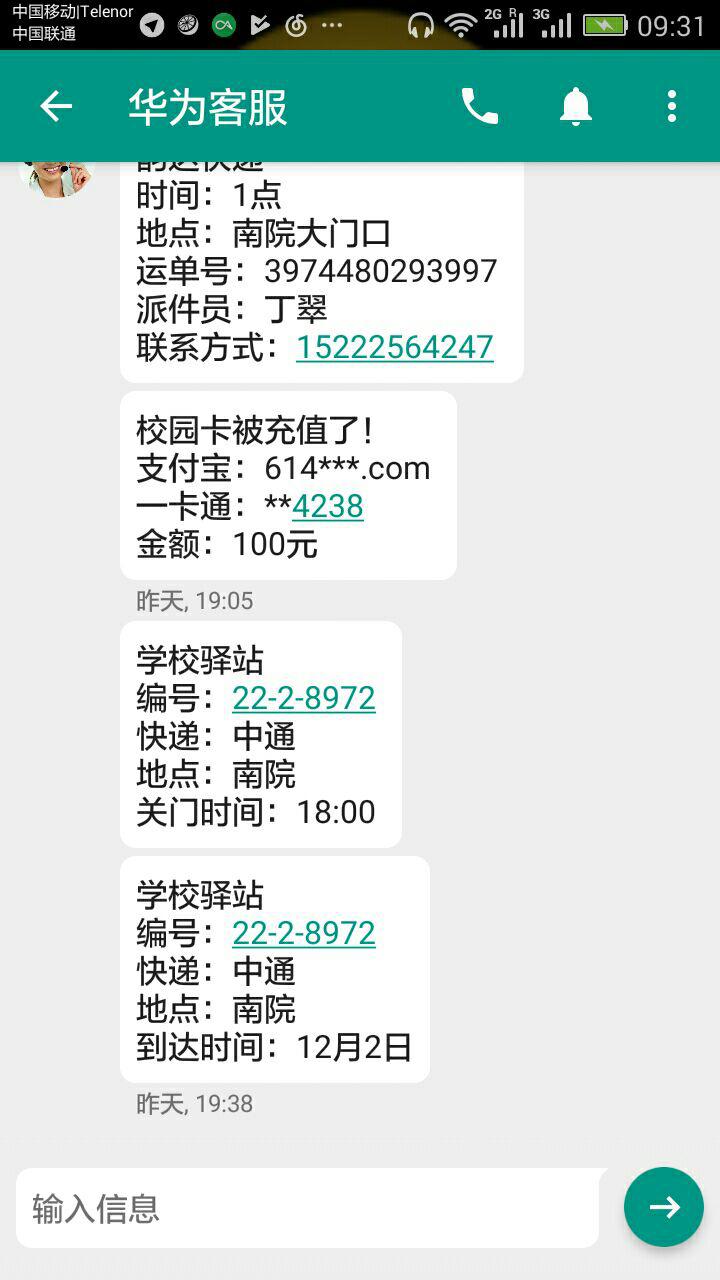 中国移动|Telenor
中国联通
2G R 3G 09:31
华为客服
韵达快递
时间：1点
地点：南院大门口
运单号：3974480293997
派件员：丁翠
联系方式：15222564247
校园卡被充值了！
支付宝：614***.com
一卡通：**4238
金额：100元
昨天, 19:05
学校驿站
编号：22-2-8972
快递：中通
地点：南院
关门时间：18:00
学校驿站
编号：22-2-8972
快递：中通
地点：南院
到达时间：12月2日
昨天, 19:38
输入信息